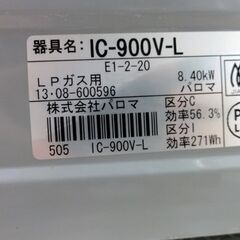 器具名: IC-900V-L
E1-2-20
LPガス用 8.40kW
13·08-600596 パロマ
株式会社パロマ 区分C
効率56.3%
区分I
505 IC-900V-L 効率271Wh